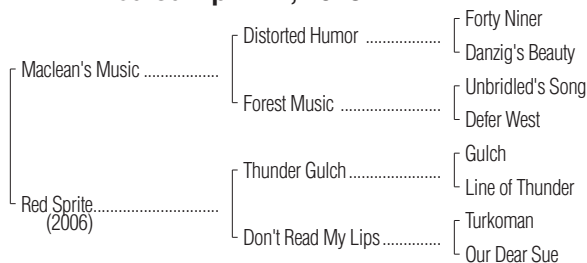 Forty Niner
Distorted Humor ..................
Danzig's Beauty
Maclean's Music ..................
Unbridled's Song
Forest Music ........................
Defer West
Gulch
Thunder Gulch......................
Line of Thunder
Red Sprite..............................
(2006)
Turkoman
Don't Read My Lips..............
Our Dear Sue